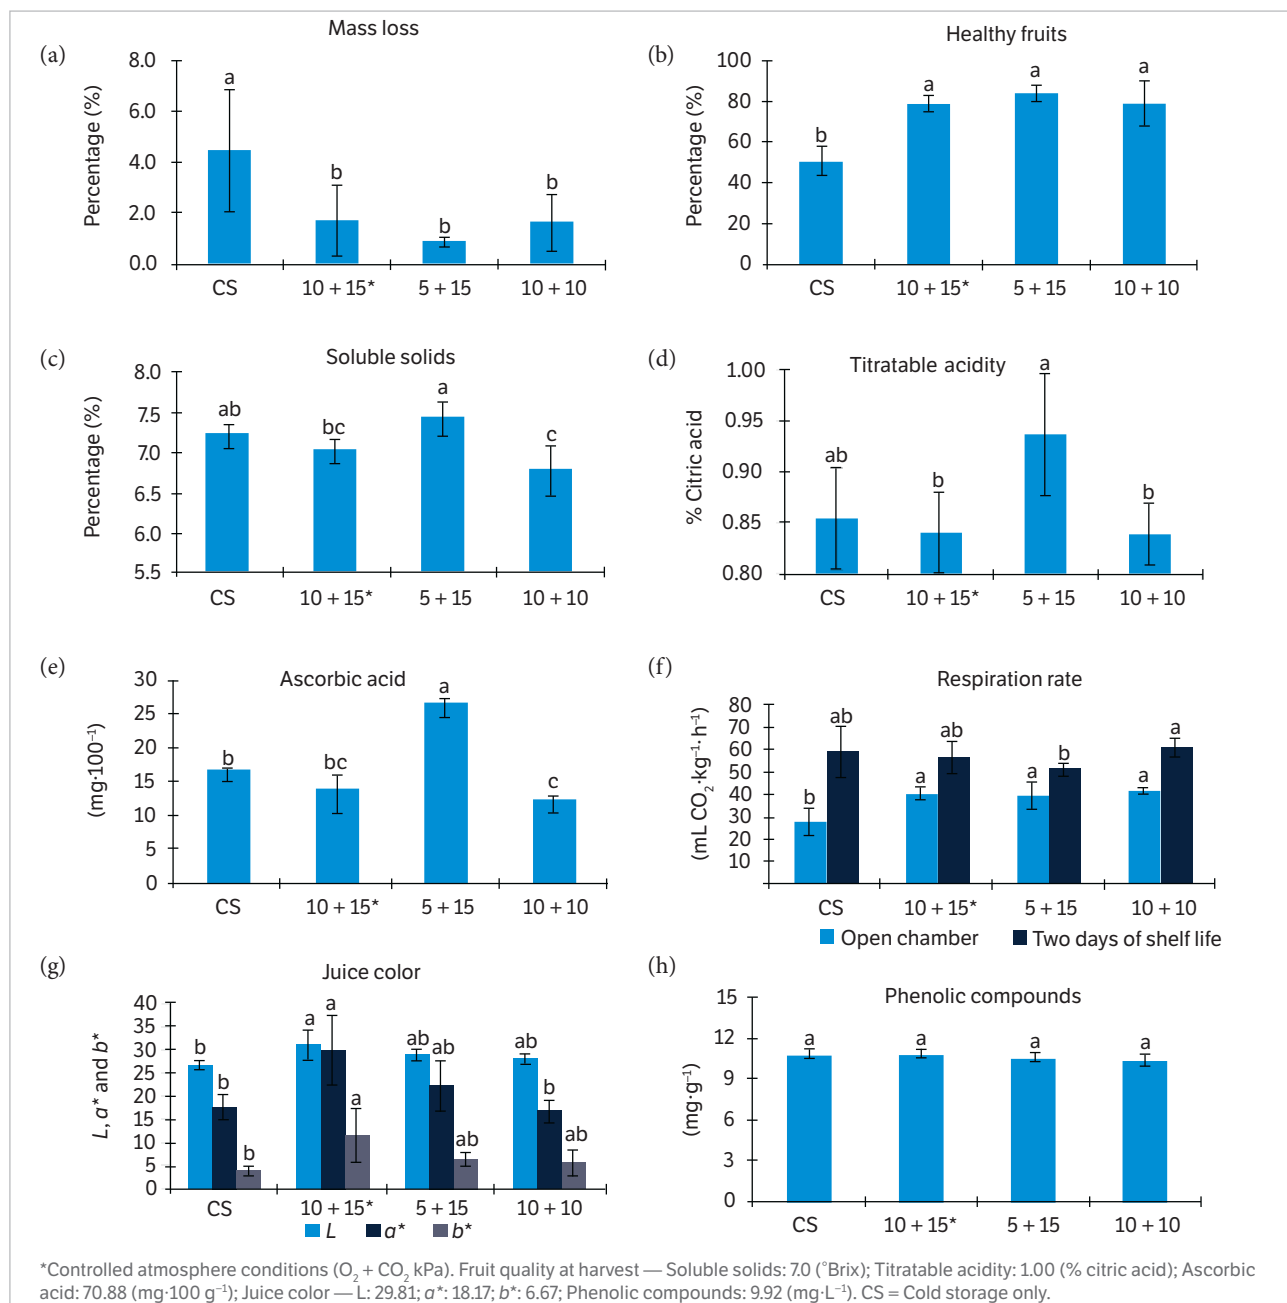 (a)
Mass loss
Percentage (%)
8.0
6.0
4.0
2.0
0.0
a
b
b
b
CS
10 + 15*
5 + 15
10 + 10
(b)
Healthy fruits
Percentage (%)
100
80
60
40
20
0
b
a
a
a
CS
10 + 15*
5 + 15
10 + 10
(c)
Soluble solids
Percentage (%)
8.0
7.5
7.0
6.5
6.0
5.5
ab
bc
a
c
CS
10 + 15*
5 + 15
10 + 10
(d)
Titratable acidity
% Citric acid
1.00
0.95
0.90
0.85
0.80
ab
b
a
b
CS
10 + 15*
5 + 15
10 + 10
(e)
Ascorbic acid
(mg·100⁻¹)
30
25
20
15
10
5
0
b
bc
a
c
CS
10 + 15*
5 + 15
10 + 10
(f)
Respiration rate
(mL CO₂·kg⁻¹·h⁻¹)
80
70
60
50
40
30
20
10
b
ab
a
ab
a
b
a
a
CS
10 + 15*
5 + 15
10 + 10
Open chamber
Two days of shelf life
(g)
Juice color
L, a* and b*
40
35
30
25
20
15
10
5
0
b
b
b
a
a
a
ab
ab
ab
ab
b
ab
CS
10 + 15*
5 + 15
10 + 10
L
a*
b*
(h)
Phenolic compounds
(mg·g⁻¹)
15
12
9
6
3
0
a
a
a
a
CS
10 + 15*
5 + 15
10 + 10
*Controlled atmosphere conditions (O₂ + CO₂ kPa). Fruit quality at harvest — Soluble solids: 7.0 (°Brix); Titratable acidity: 1.00 (% citric acid); Ascorbic
acid: 70.88 (mg·100 g⁻¹); Juice color — L: 29.81; a*: 18.17; b*: 6.67; Phenolic compounds: 9.92 (mg·L⁻¹). CS = Cold storage only.